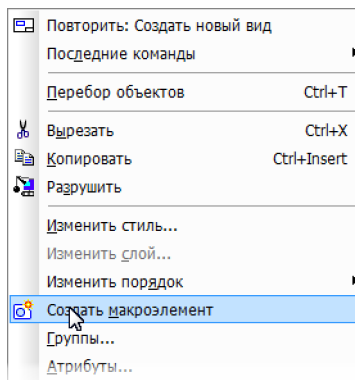 Повторить: Создать новый вид
Последние команды
Перебор объектов Ctrl+T
Вырезать Ctrl+X
Копировать Ctrl+Insert
Разрушить
Изменить стиль...
Изменить слой...
Изменить порядок
Создать макроэлемент
Группы...
Атрибуты...